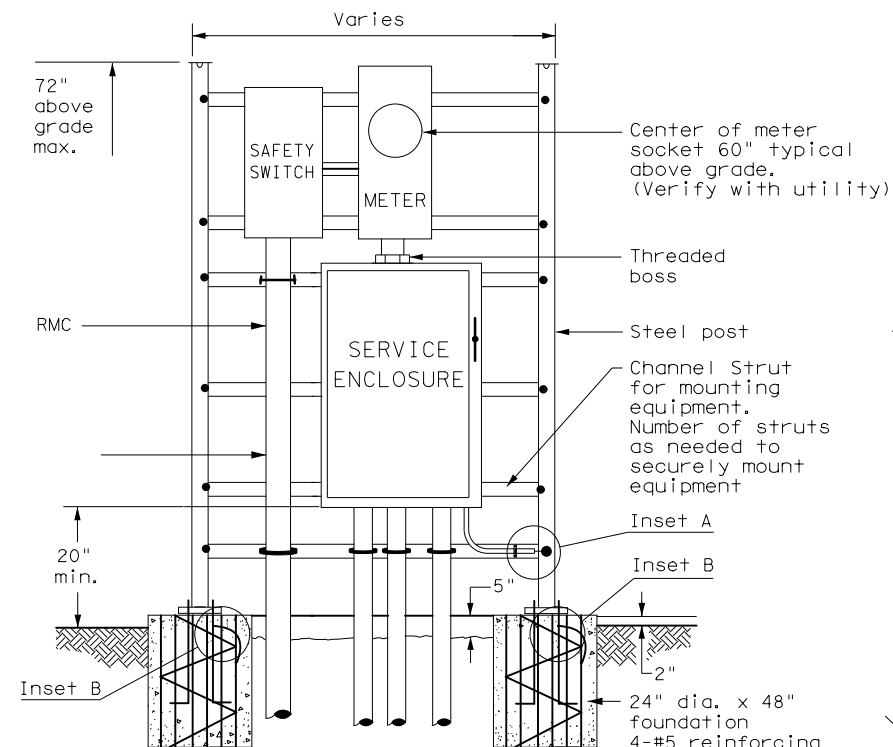 Varies
72"
above
grade
max.
SAFETY
SWITCH
METER
Center of meter
socket 60" typical
above grade.
(Verify with utility)
Threaded
boss
RMC
Steel post
SERVICE
ENCLOSURE
Channel Strut
for mounting
equipment.
Number of struts
as needed to
securely mount
equipment
Inset A
20"
min.
5"
Inset B
2"
Inset B
24" dia. x 48"
foundation
4-#5 reinforcing